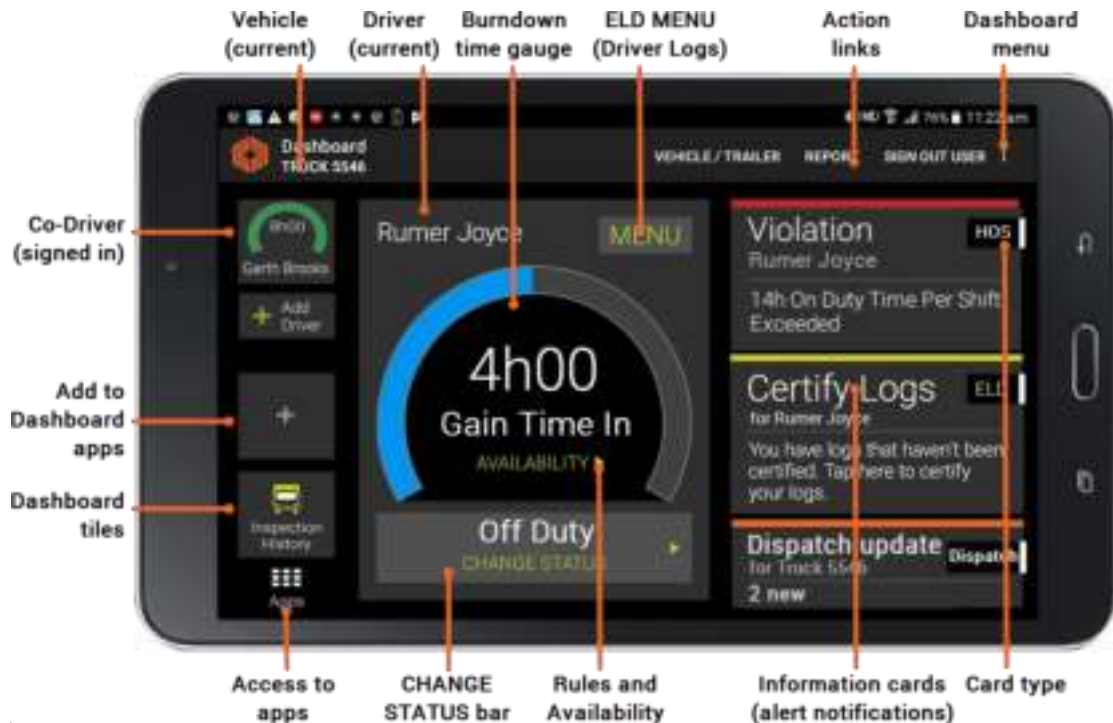 Vehicle
(current)
Driver
(current)
Burndown
time gauge
ELD MENU
(Driver Logs)
Action
links
Dashboard
menu
76% 11:22 am
Dashboard
TRUCK 5546
VEHICLE / TRAILER
REPORT
SIGN OUT USER
Co-Driver
(signed in)
8h00
Garth Brooks
+ Add
Driver
Add to
Dashboard
apps
+
Dashboard
tiles
Inspection
History
Apps
Rumer Joyce
MENU
4h00
Gain Time In
AVAILABILITY
Off Duty
CHANGE STATUS
Violation
HOS
Rumer Joyce
14h On Duty Time Per Shift
Exceeded
Certify Logs
ELD
for Rumer Joyce
You have logs that haven't been
certified. Tap here to certify
your logs.
Dispatch update
Dispatch
for Truck 5546
2 new
Access to
apps
CHANGE
STATUS bar
Rules and
Availability
Information cards
(alert notifications)
Card type